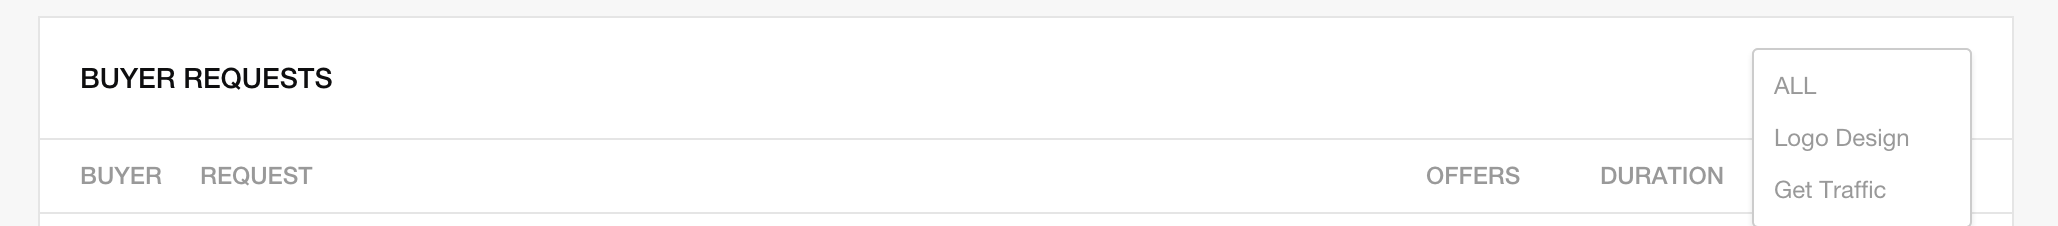 BUYER REQUESTS
ALL
Logo Design
BUYER REQUEST OFFERS DURATION
Get Traffic